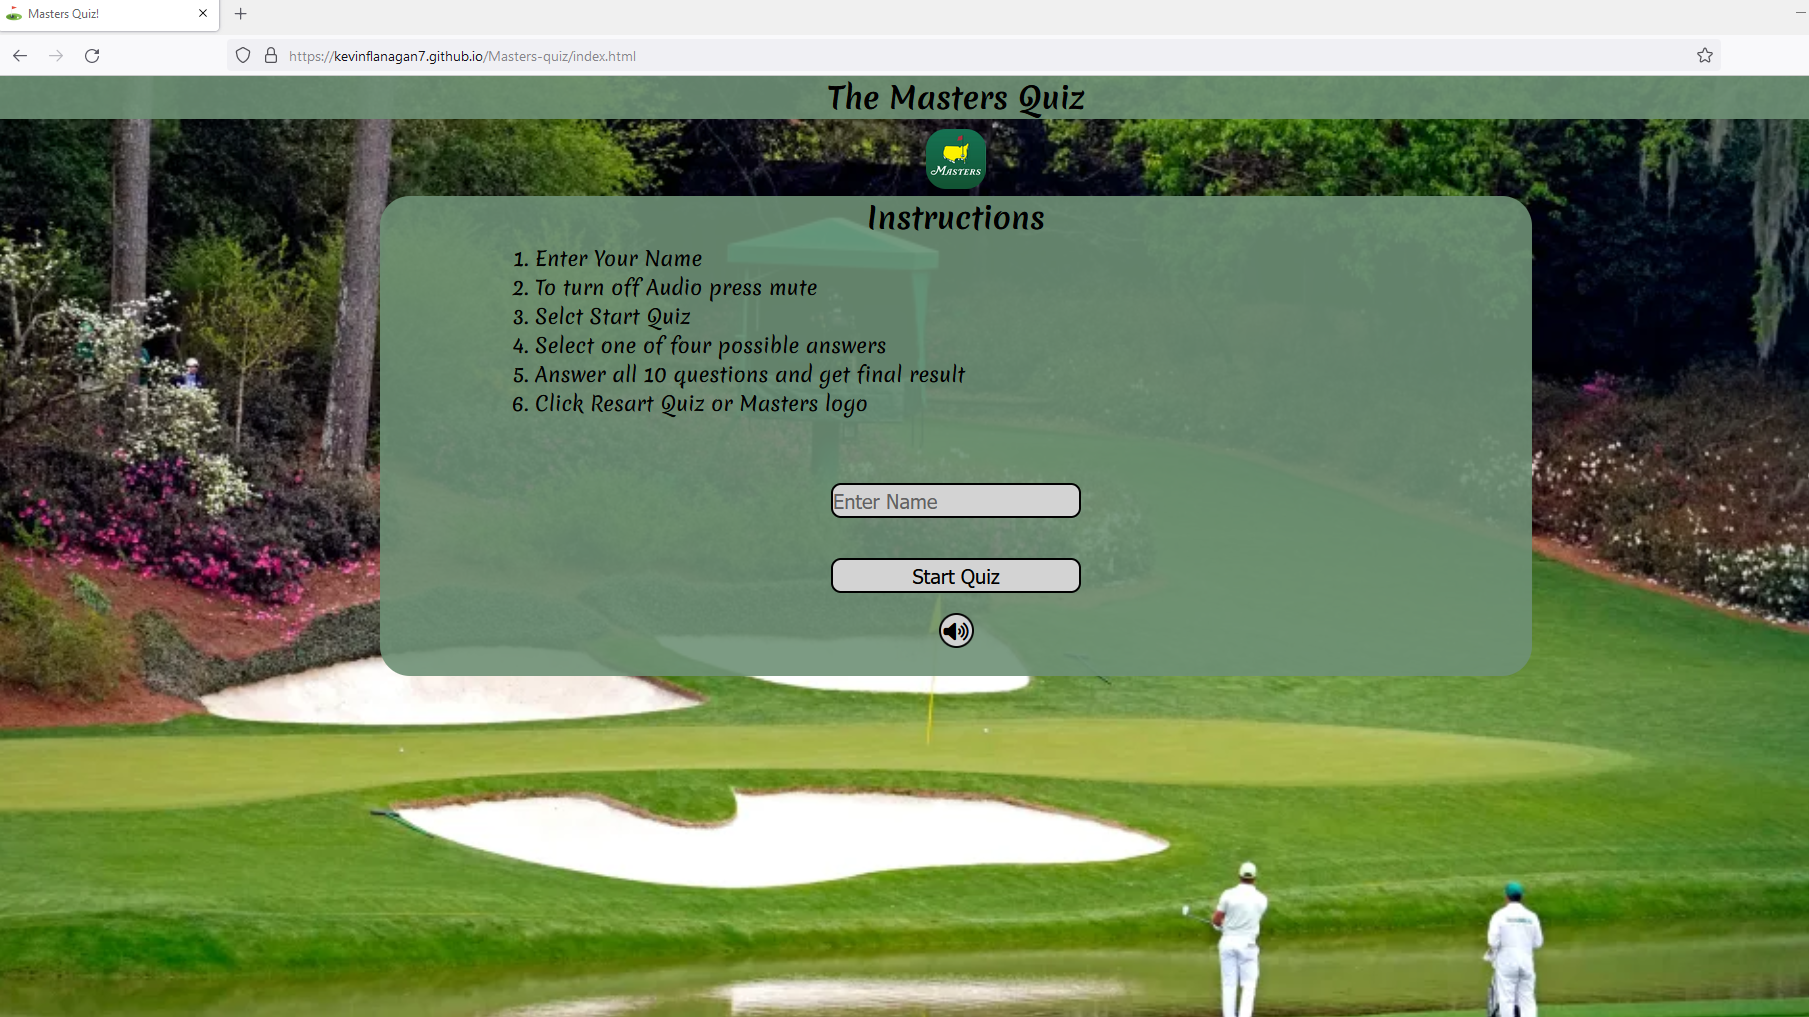 Masters Quiz!
https://kevinflanagan7.github.io/Masters-quiz/index.html
The Masters Quiz
MASTERS
Instructions
1. Enter Your Name
2. To turn off Audio press mute
3. Selct Start Quiz
4. Select one of four possible answers
5. Answer all 10 questions and get final result
6. Click Resart Quiz or Masters logo
Enter Name
Start Quiz